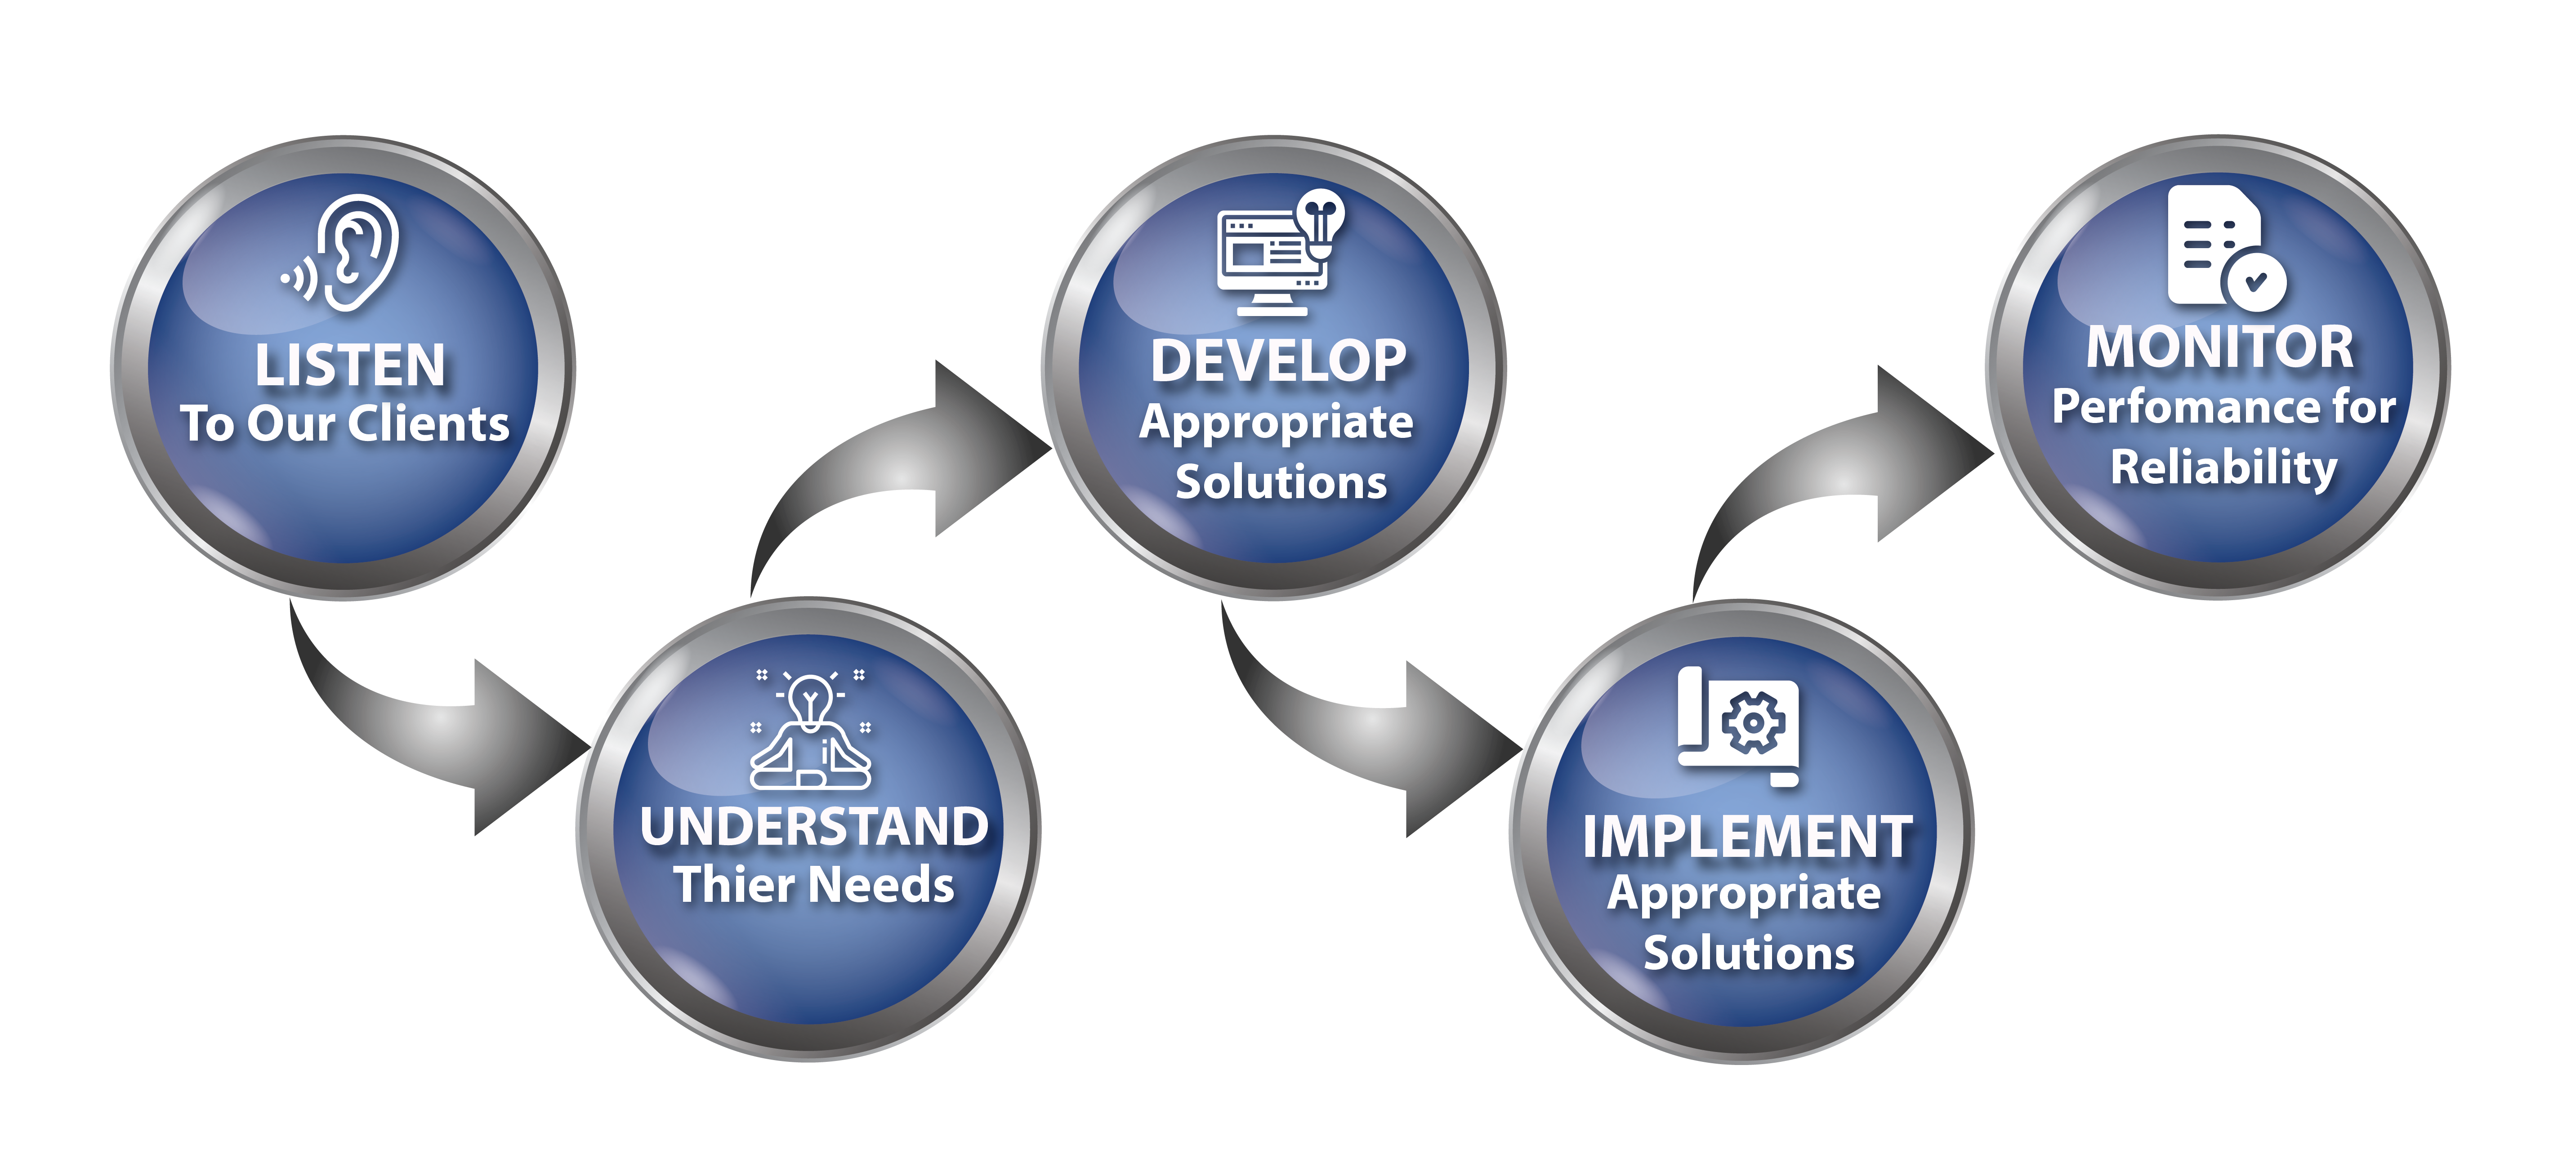 LISTEN
To Our Clients
UNDERSTAND
Thier Needs
DEVELOP
Appropriate
Solutions
IMPLEMENT
Appropriate
Solutions
MONITOR
Perfomance for
Reliability